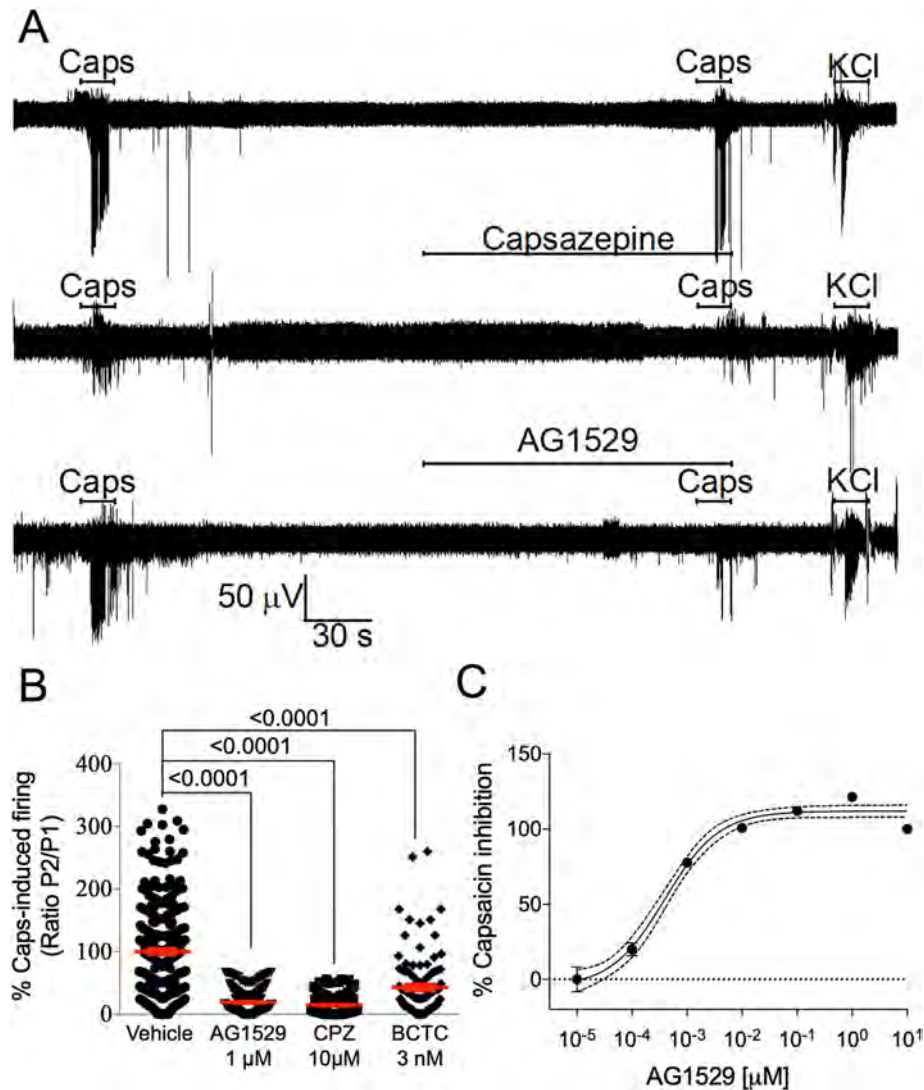 A
Caps Caps KCl
Capsazepine
Caps Caps KCl
AG1529
Caps Caps KCl
50 μV
30 s
B
<0.0001
<0.0001
<0.0001
% Caps-induced firing
(Ratio P2/P1)
400
300
200
100
0
Vehicle AG1529 CPZ BCTC
1 μM 10μM 3 nM
C
% Capsaicin inhibition
150
100
50
0
10⁻⁵ 10⁻⁴ 10⁻³ 10⁻² 10⁻¹ 10⁰ 10¹
AG1529 [μM]